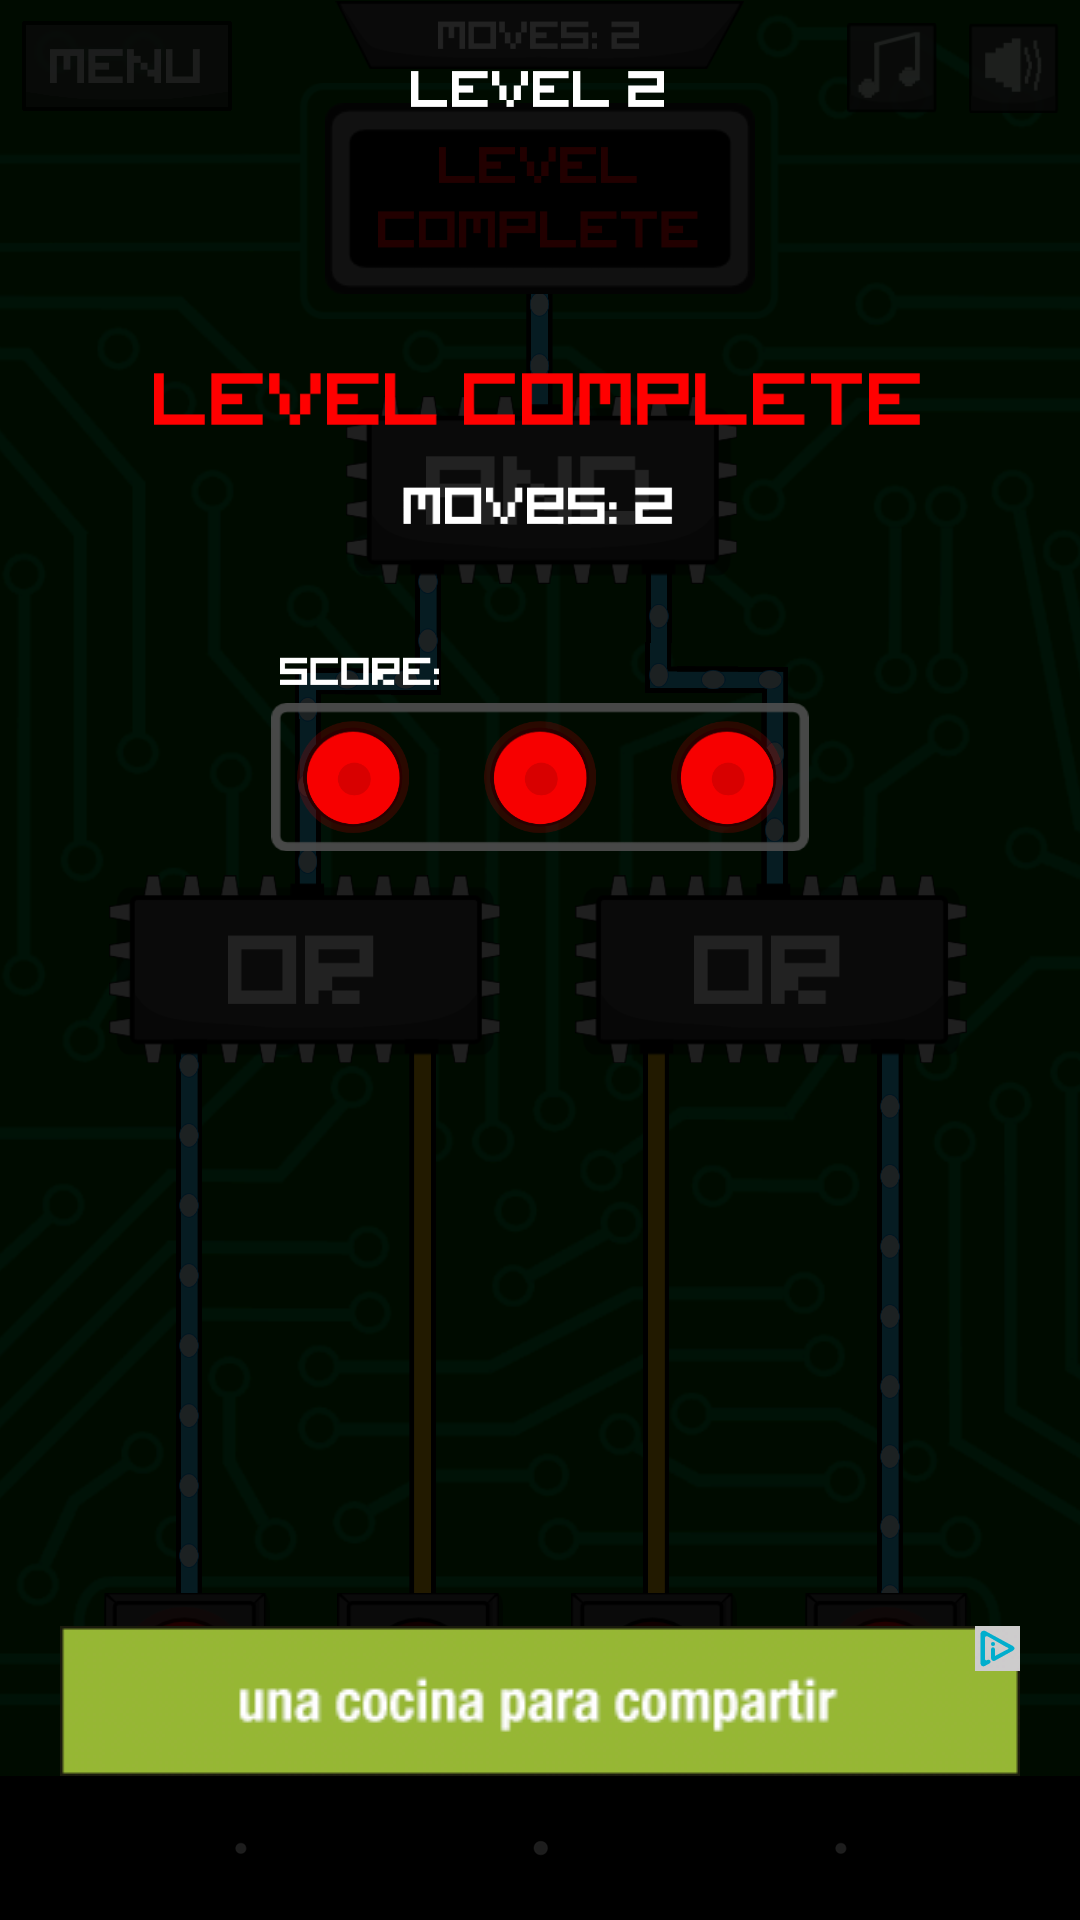 MENU
MOVES: 2
LEVEL 2
LEVEL
COMPLETE
LEVEL COMPLETE
AND
MOVES: 2
SCORE:
OR
OR
una cocina para compartir